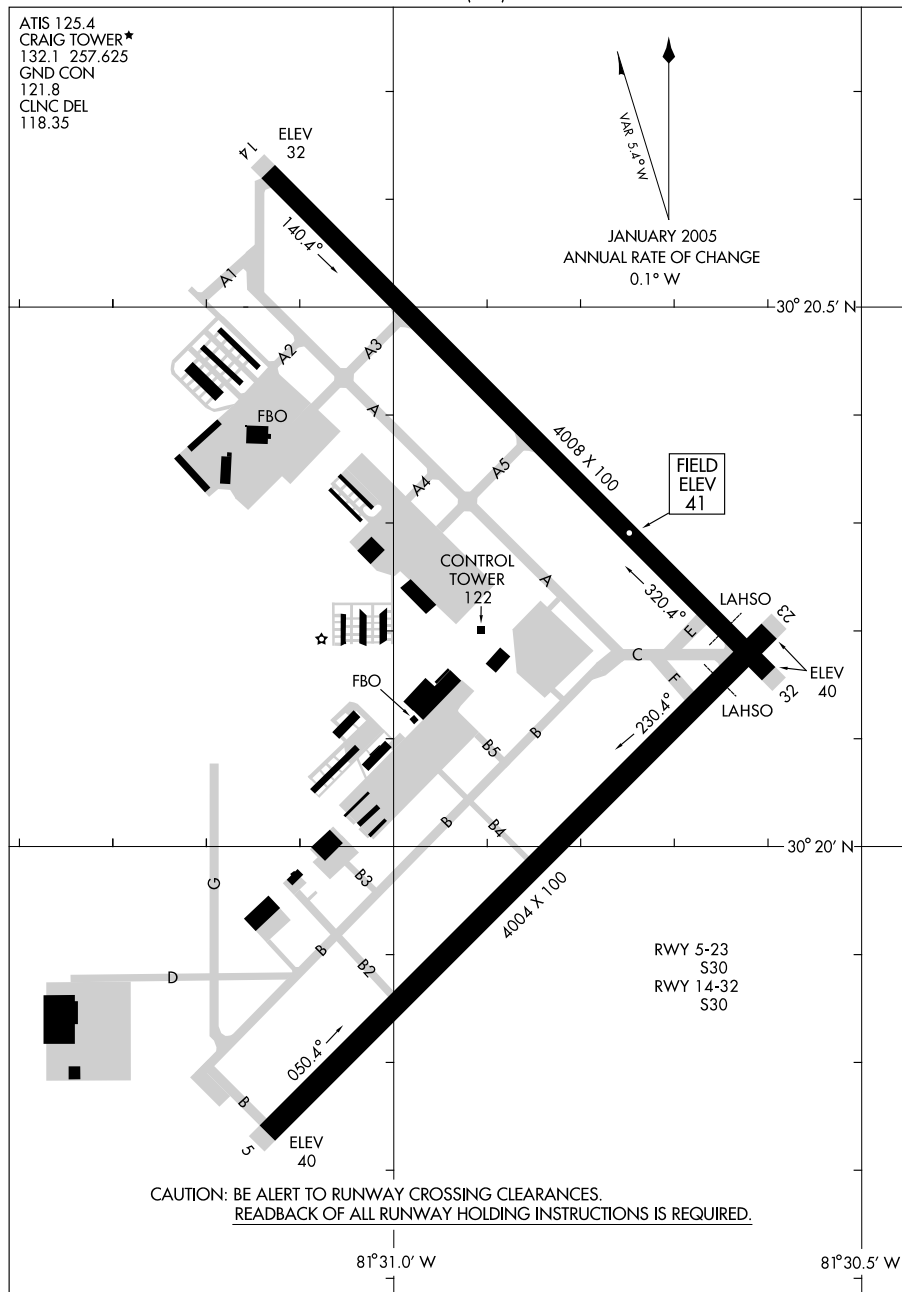 ATIS 125.4
CRAIG TOWER★
132.1 257.625
GND CON
121.8
CLNC DEL
118.35
ELEV
32
14
VAR 5.4° W
JANUARY 2005
ANNUAL RATE OF CHANGE
0.1° W
140.4°
30° 20.5' N
A1
A2
A3
FBO
A
4008 X 100
A4
A5
FIELD
ELEV
41
CONTROL
TOWER
122
A
320.4°
LAHSO
23
E
C
F
ELEV
40
32
LAHSO
FBO
230.4°
B
B5
B
B4
30° 20' N
G
B3
4004 X 100
B
B2
D
RWY 5-23
S30
RWY 14-32
S30
050.4°
B
5
ELEV
40
CAUTION: BE ALERT TO RUNWAY CROSSING CLEARANCES.
READBACK OF ALL RUNWAY HOLDING INSTRUCTIONS IS REQUIRED.
81° 31.0' W
81° 30.5' W